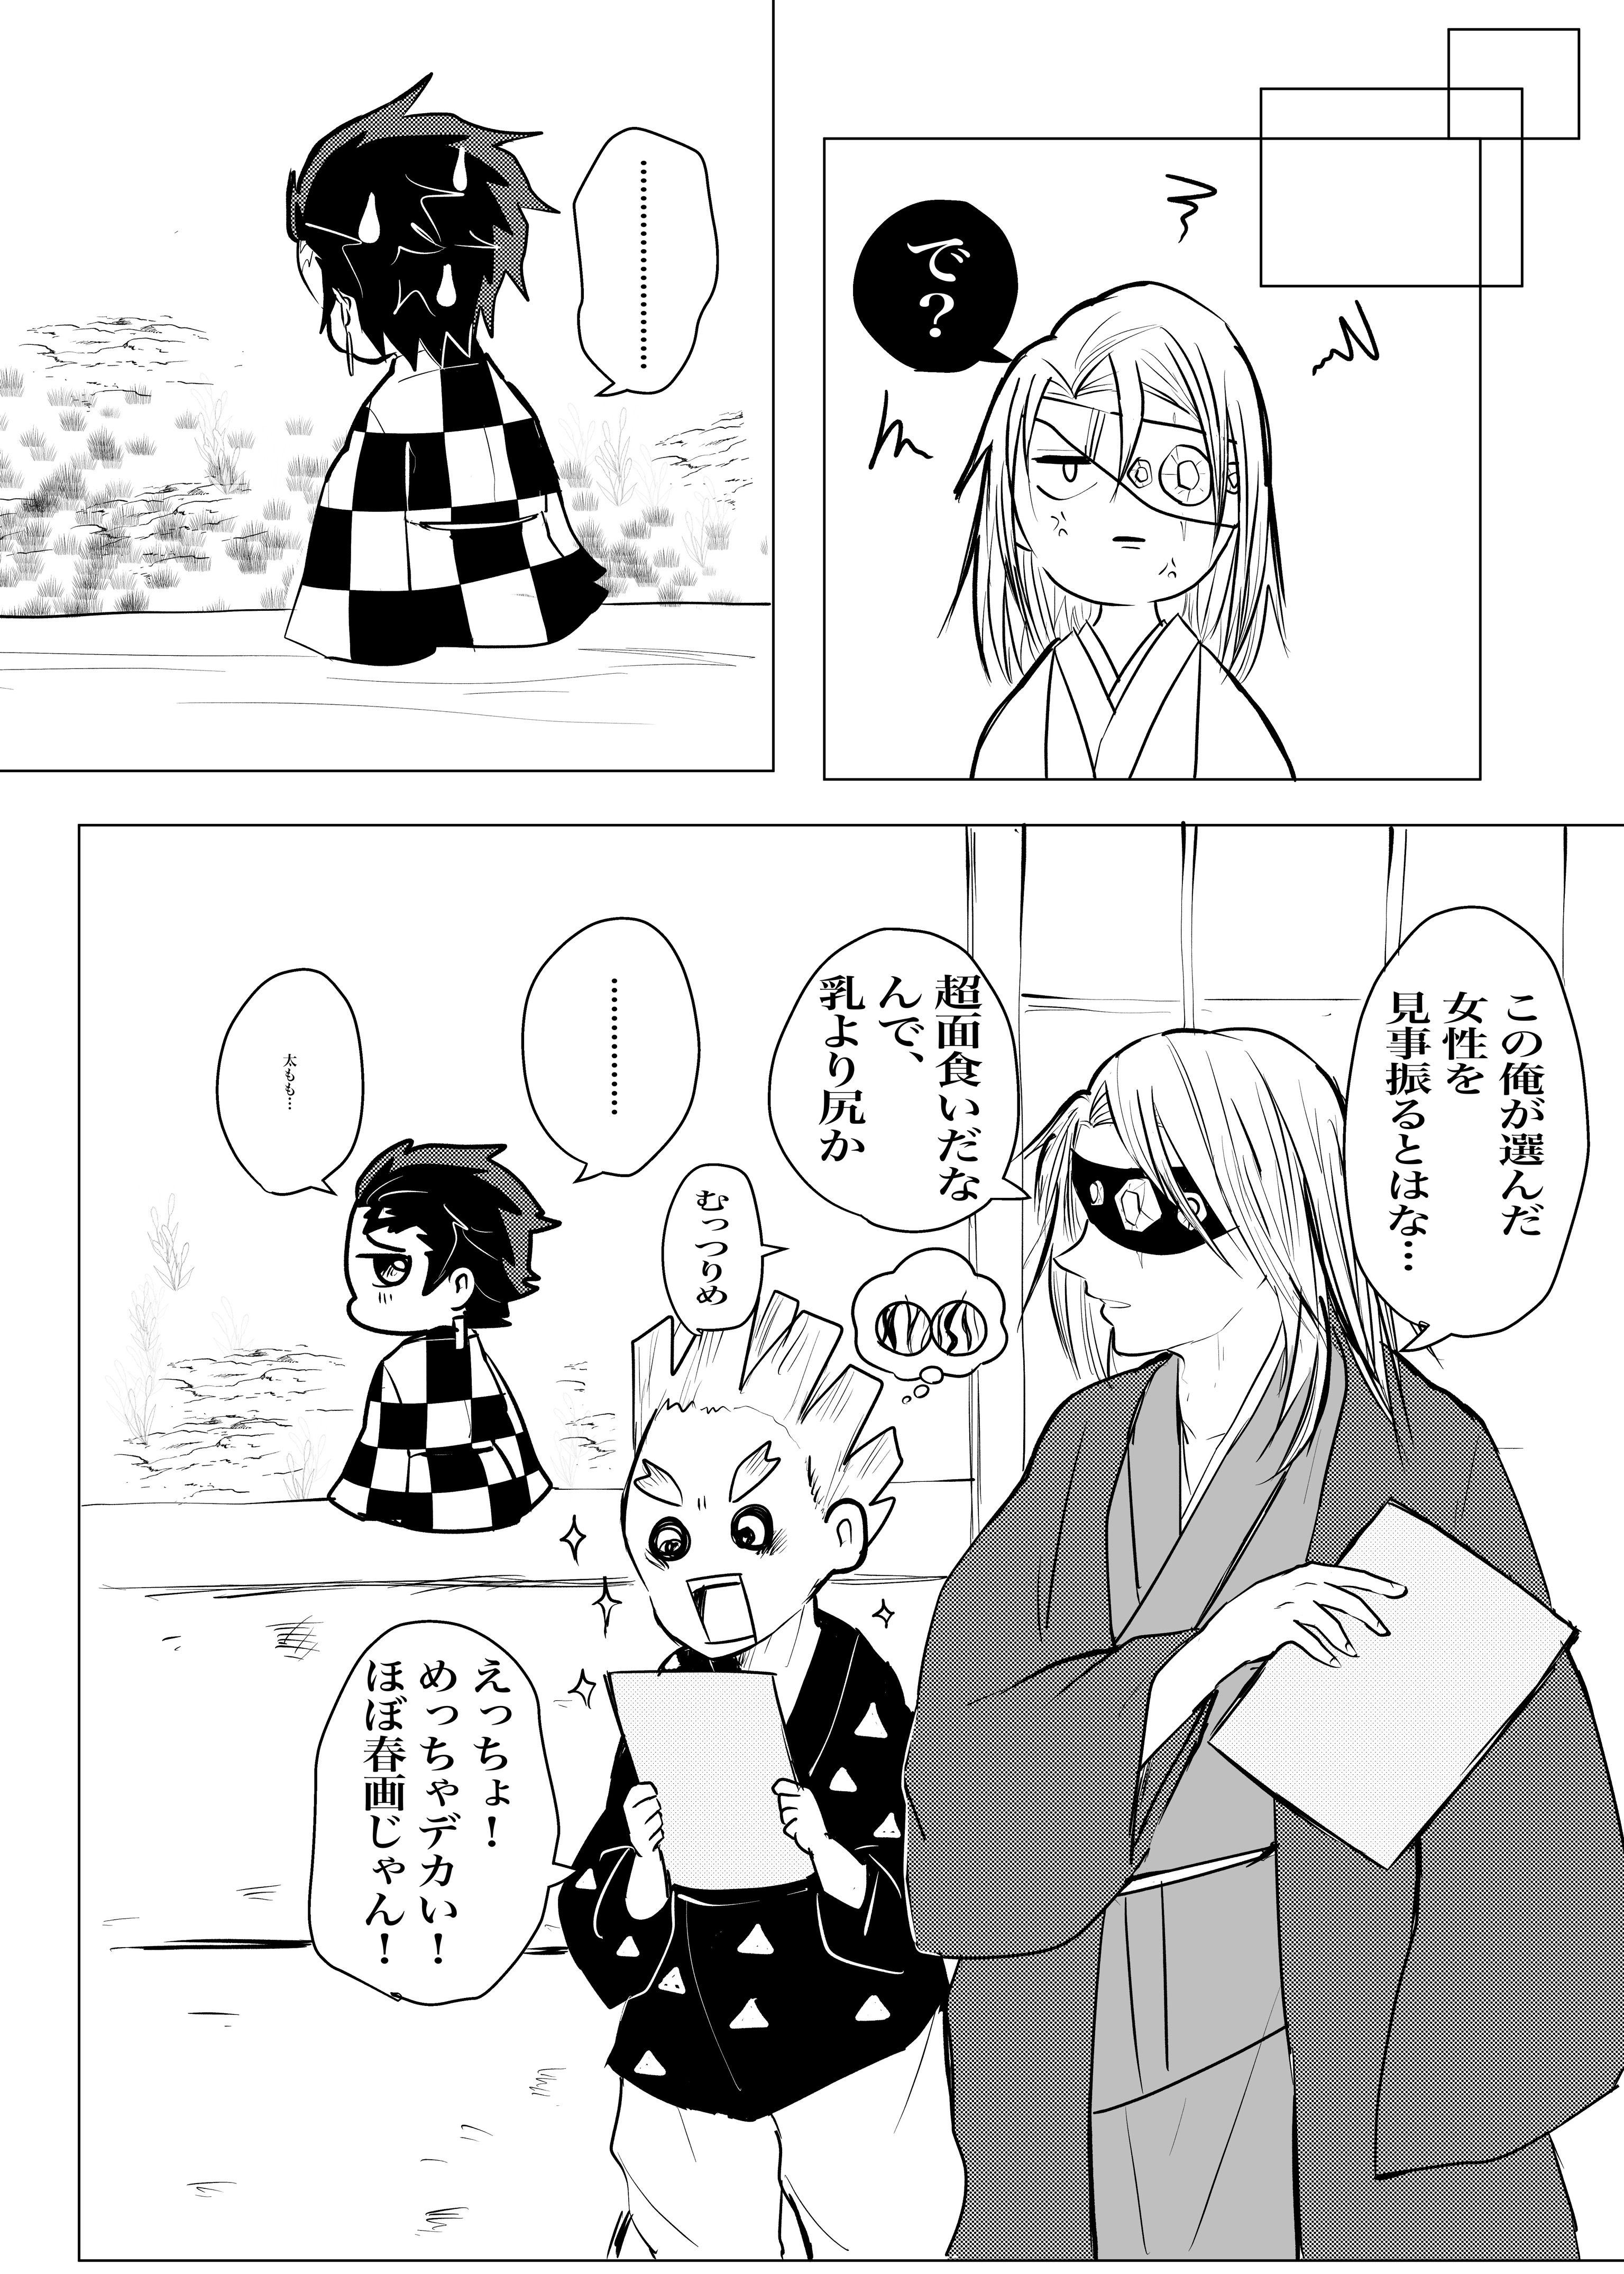 で?
…………………
この俺が選んだ
女性を
見事振るとはな…
超面食いだな
んで、
乳より尻か
むっつりめ
……………
太もも…
えっちょ!
めっちゃデカい!
ほぼ春画じゃん!